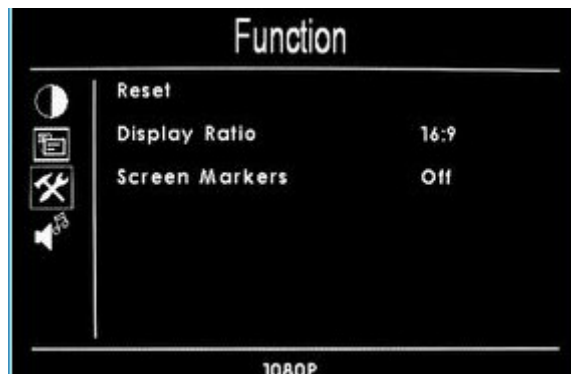 Function
Reset
Display Ratio 16:9
Screen Markers Off
1080P